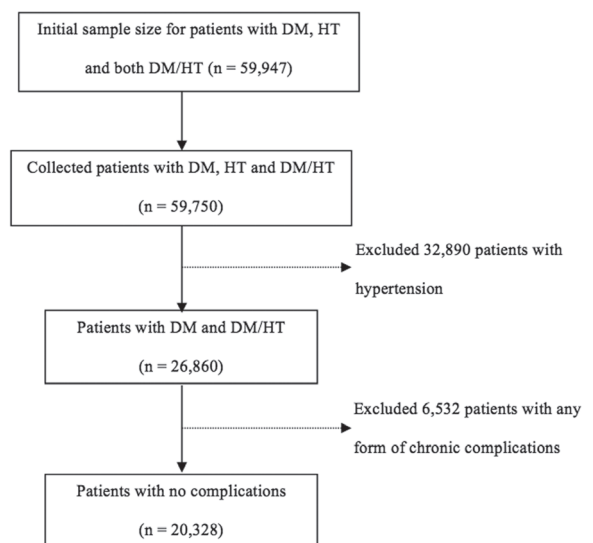 Initial sample size for patients with DM, HT
and both DM/HT (n = 59,947)
Collected patients with DM, HT and DM/HT
(n = 59,750)
Excluded 32,890 patients with
hypertension
Patients with DM and DM/HT
(n = 26,860)
Excluded 6,532 patients with any
form of chronic complications
Patients with no complications
(n = 20,328)